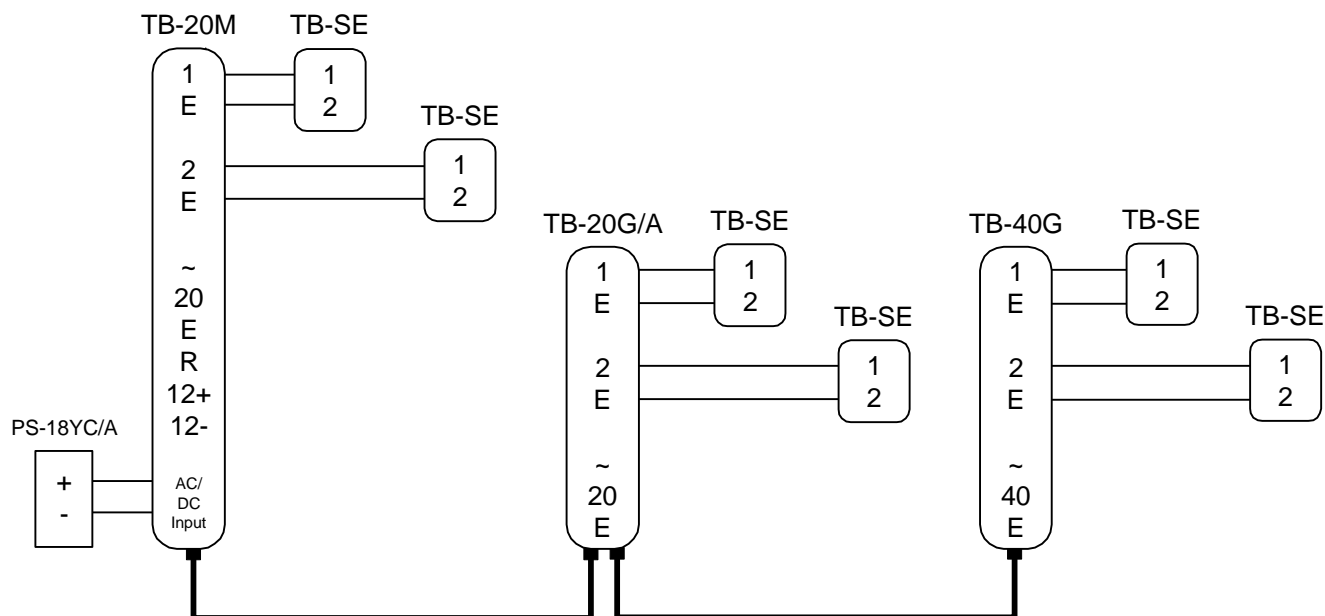 TB-20M
1
E
2
E
~
20
E
R
12+
12-
AC/
DC
Input
TB-SE
1
2
TB-SE
1
2
PS-18YC/A
+
-
TB-20G/A
1
E
2
E
~
20
E
TB-SE
1
2
TB-SE
1
2
TB-40G
1
E
2
E
~
40
E
TB-SE
1
2
TB-SE
1
2